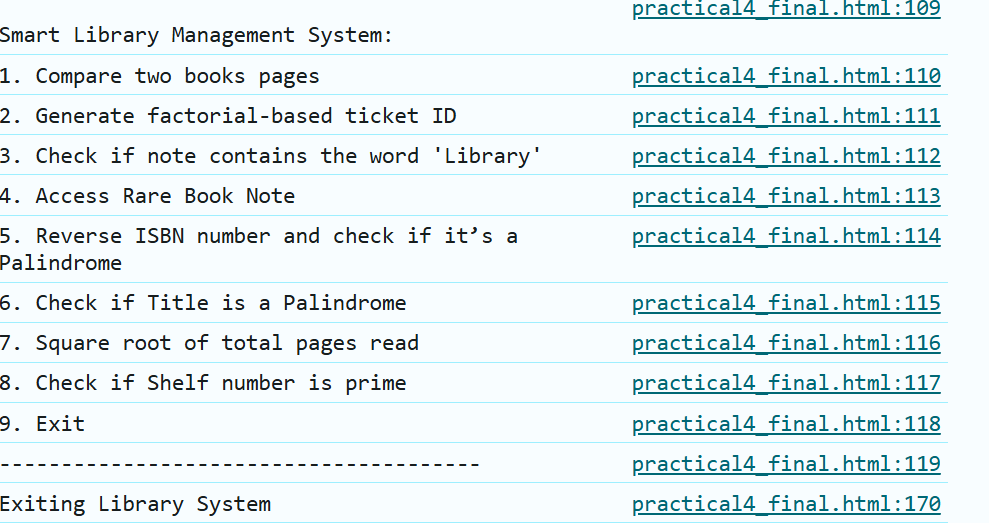 practical4_final.html:109
Smart Library Management System:
1. Compare two books pages practical4_final.html:110
2. Generate factorial-based ticket ID practical4_final.html:111
3. Check if note contains the word 'Library' practical4_final.html:112
4. Access Rare Book Note practical4_final.html:113
5. Reverse ISBN number and check if it’s a practical4_final.html:114
Palindrome
6. Check if Title is a Palindrome practical4_final.html:115
7. Square root of total pages read practical4_final.html:116
8. Check if Shelf number is prime practical4_final.html:117
9. Exit practical4_final.html:118
--------------------------------------- practical4_final.html:119
Exiting Library System practical4_final.html:170